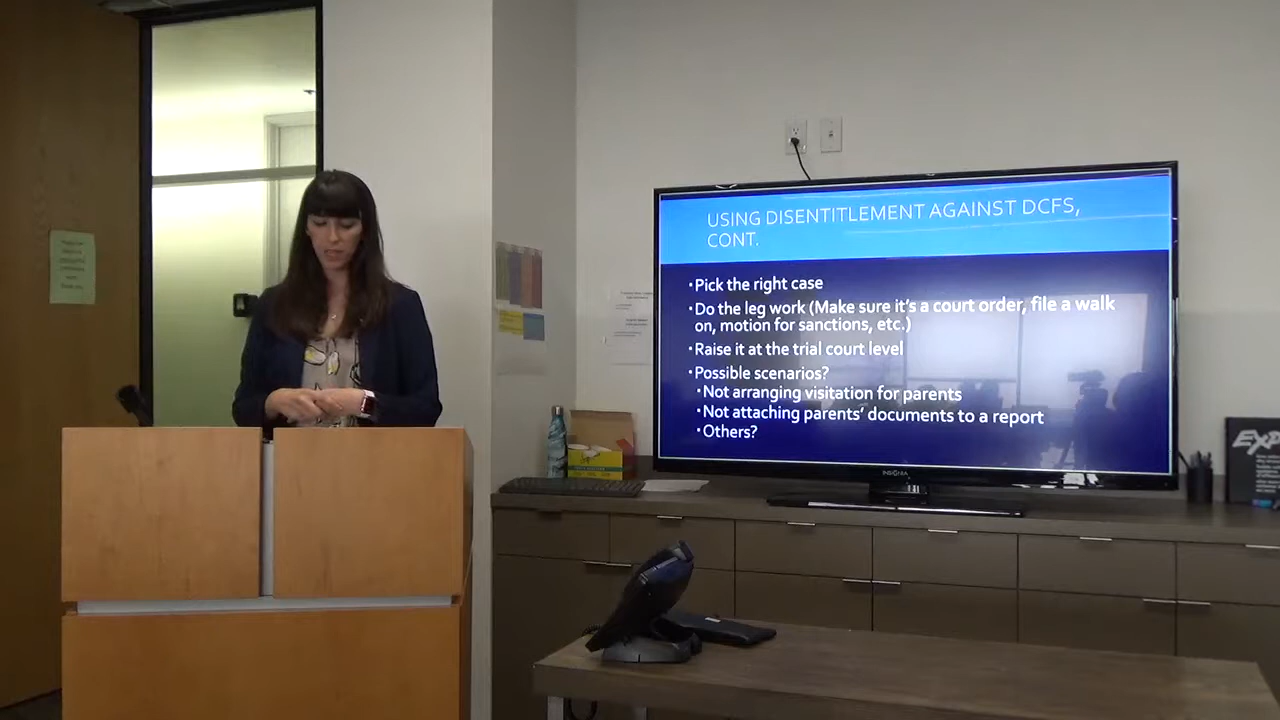 USING DISENTITLEMENT AGAINST DCFS,
CONT.
▪Pick the right case
▪Do the leg work (Make sure it's a court order, file a walk
on, motion for sanctions, etc.)
▪Raise it at the trial court level
▪Possible scenarios?
▪Not arranging visitation for parents
▪Not attaching parents' documents to a report
▪Others?
INSIGNIA